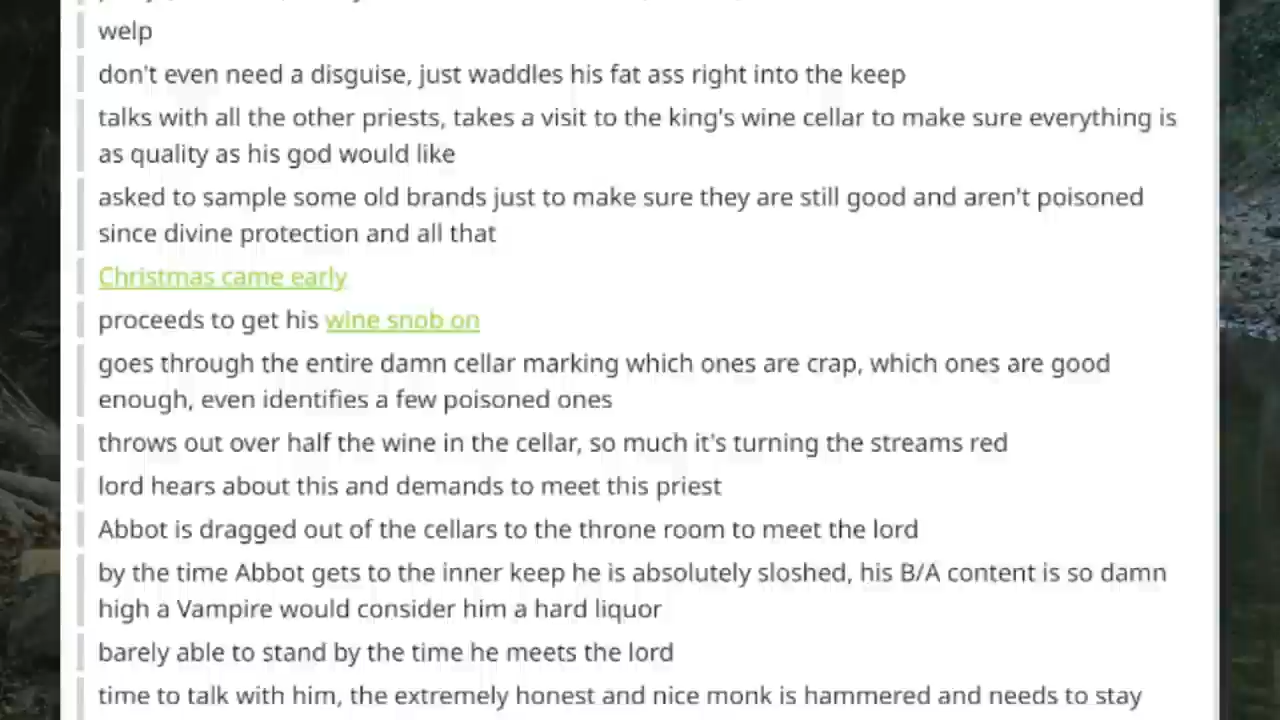 welp
don't even need a disguise, just waddles his fat ass right into the keep
talks with all the other priests, takes a visit to the king's wine cellar to make sure everything is
as quality as his god would like
asked to sample some old brands just to make sure they are still good and aren't poisoned
since divine protection and all that
Christmas came early
proceeds to get his wine snob on
goes through the entire damn cellar marking which ones are crap, which ones are good
enough, even identifies a few poisoned ones
throws out over half the wine in the cellar, so much it's turning the streams red
lord hears about this and demands to meet this priest
Abbot is dragged out of the cellars to the throne room to meet the lord
by the time Abbot gets to the inner keep he is absolutely sloshed, his B/A content is so damn
high a Vampire would consider him a hard liquor
barely able to stand by the time he meets the lord
time to talk with him, the extremely honest and nice monk is hammered and needs to stay